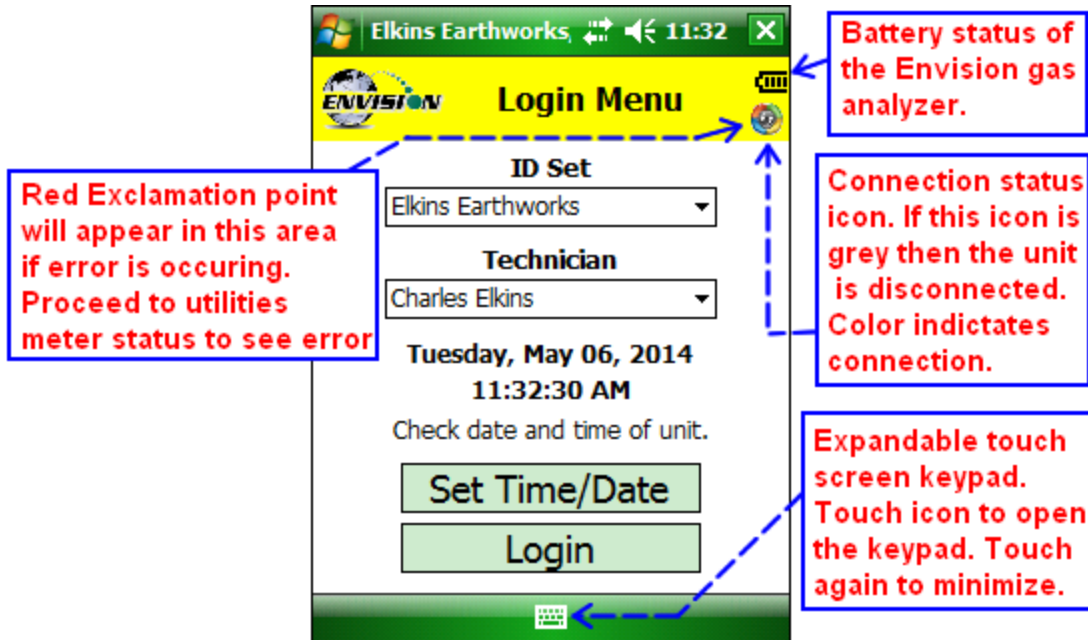 Elkins Earthworks, 11:32
ENVISION
Login Menu
Battery status of
the Envision gas
analyzer.
Red Exclamation point
will appear in this area
if error is occuring.
Proceed to utilities
meter status to see error
ID Set
Elkins Earthworks
Technician
Charles Elkins
Tuesday, May 06, 2014
11:32:30 AM
Check date and time of unit.
Set Time/Date
Login
Connection status
icon. If this icon is
grey then the unit
is disconnected.
Color indictates
connection.
Expandable touch
screen keypad.
Touch icon to open
the keypad. Touch
again to minimize.